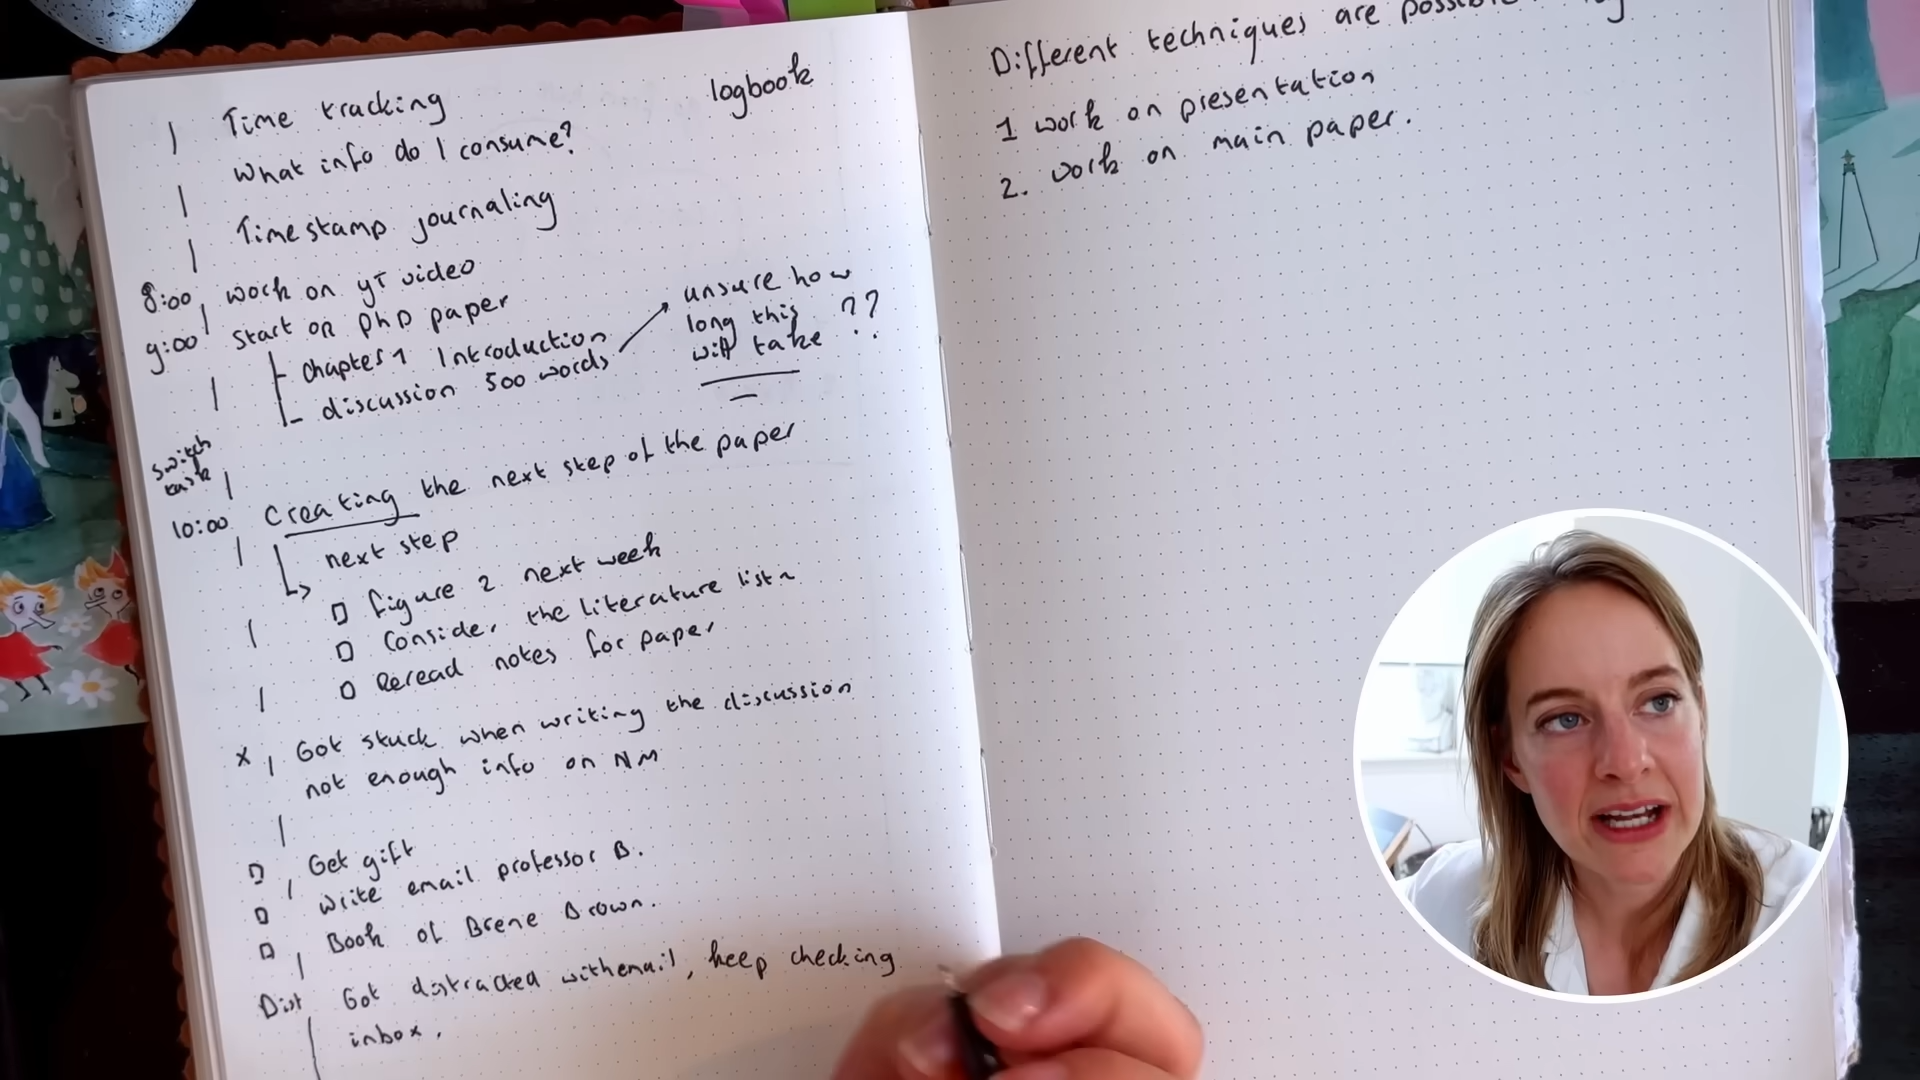 Time tracking
logbook
What info do I consume?
Timestamp journaling
8:00 work on YT video
9:00 Start on PhD paper
Chapter 1 Introduction
discussion 500 words
unsure how
long this ??
will take
switch
task
10:00 Creating the next step of the paper
next step
Figure 2 next week
Consider the literature list
Reread notes for paper
x Got stuck when writing the discussion
not enough info on NM
Get gift
Write email professor B.
Book of Brene Brown.
Dist Got distracted with email, keep checking
inbox.
Different techniques are possible
1 work on presentation
2. work on main paper.